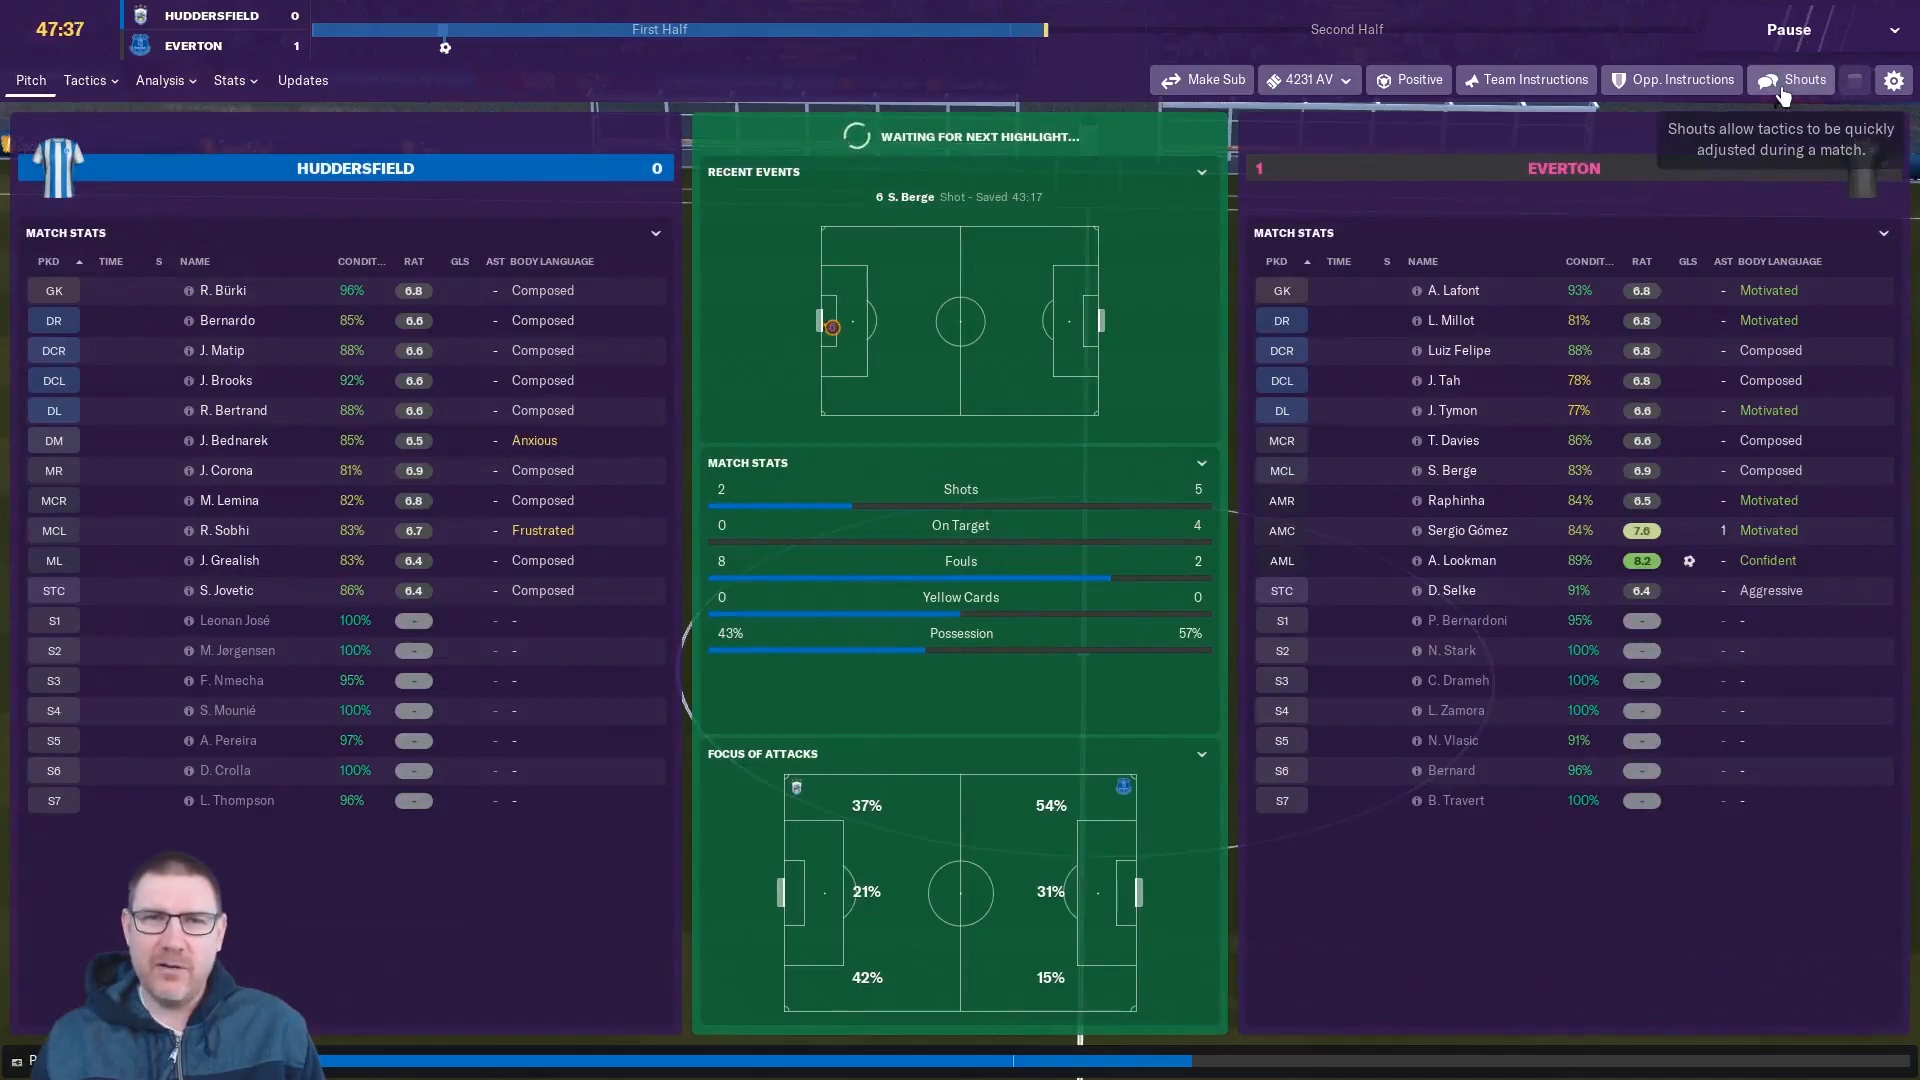 47:37
HUDDERSFIELD 0
EVERTON 1
First Half
Second Half
Pause
Pitch Tactics Analysis Stats Updates
Make Sub 4231 AV Positive Team Instructions Opp. Instructions Shouts
Shouts allow tactics to be quickly
adjusted during a match.
HUDDERSFIELD 0
MATCH STATS
PKD TIME S NAME CONDIT... RAT GLS AST BODY LANGUAGE
GK R. Bürki 96% 6.8 - Composed
DR Bernardo 85% 6.6 - Composed
DCR J. Matip 88% 6.6 - Composed
DCL J. Brooks 92% 6.6 - Composed
DL R. Bertrand 88% 6.6 - Composed
DM J. Bednarek 85% 6.5 - Anxious
MR J. Corona 81% 6.9 - Composed
MCR M. Lemina 82% 6.8 - Composed
MCL R. Sobhi 83% 6.7 - Frustrated
ML J. Grealish 83% 6.4 - Composed
STC S. Jovetic 86% 6.4 - Composed
S1 Leonan José 100% - - -
S2 M. Jørgensen 100% - - -
S3 F. Nmecha 95% - - -
S4 S. Mounié 100% - - -
S5 A. Pereira 97% - - -
S6 D. Crolla 100% - - -
S7 L. Thompson 96% - - -
WAITING FOR NEXT HIGHLIGHT...
RECENT EVENTS
6 S. Berge Shot - Saved 43:17
6
MATCH STATS
2 Shots 5
0 On Target 4
8 Fouls 2
0 Yellow Cards 0
43% Possession 57%
FOCUS OF ATTACKS
37% 54%
21% 31%
42% 15%
1 EVERTON
MATCH STATS
PKD TIME S NAME CONDIT... RAT GLS AST BODY LANGUAGE
GK A. Lafont 93% 6.8 - Motivated
DR L. Millot 81% 6.8 - Motivated
DCR Luiz Felipe 88% 6.8 - Composed
DCL J. Tah 78% 6.8 - Composed
DL J. Tymon 77% 6.6 - Motivated
MCR T. Davies 86% 6.6 - Composed
MCL S. Berge 83% 6.9 - Composed
AMR Raphinha 84% 6.5 - Motivated
AMC Sergio Gómez 84% 7.6 1 Motivated
AML A. Lookman 89% 8.2 - Confident
STC D. Selke 91% 6.4 - Aggressive
S1 P. Bernardoni 95% - - -
S2 N. Stark 100% - - -
S3 C. Drameh 100% - - -
S4 L. Zamora 100% - - -
S5 N. Vlasic 91% - - -
S6 Bernard 96% - - -
S7 B. Travert 100% - - -